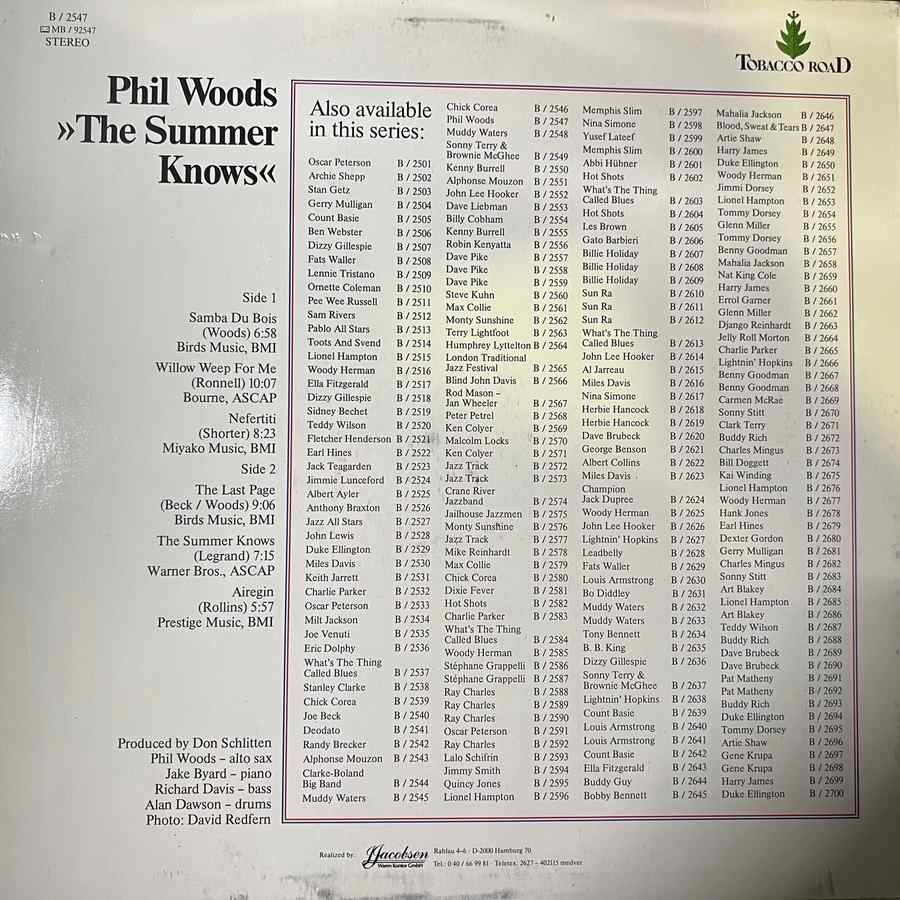 B / 2547
MB / 92547
STEREO
TOBACCO ROAD
Phil Woods
»The Summer
Knows«
Side 1
Samba Du Bois
(Woods) 6:58
Birds Music, BMI
Willow Weep For Me
(Ronnell) 10:07
Bourne, ASCAP
Nefertiti
(Shorter) 8:23
Miyako Music, BMI
Side 2
The Last Page
(Beck / Woods) 9:06
Birds Music, BMI
The Summer Knows
(Legrand) 7:15
Warner Bros., ASCAP
Airegin
(Rollins) 5:57
Prestige Music, BMI
Produced by Don Schlitten
Phil Woods – alto sax
Jake Byard – piano
Richard Davis – bass
Alan Dawson – drums
Photo: David Redfern
Also available
in this series:
Oscar Peterson B / 2501
Archie Shepp B / 2502
Stan Getz B / 2503
Gerry Mulligan B / 2504
Count Basie B / 2505
Ben Webster B / 2506
Dizzy Gillespie B / 2507
Fats Waller B / 2508
Lennie Tristano B / 2509
Ornette Coleman B / 2510
Pee Wee Russell B / 2511
Sam Rivers B / 2512
Pablo All Stars B / 2513
Toots And Svend B / 2514
Lionel Hampton B / 2515
Woody Herman B / 2516
Ella Fitzgerald B / 2517
Dizzy Gillespie B / 2518
Sidney Bechet B / 2519
Teddy Wilson B / 2520
Fletcher Henderson B / 2521
Earl Hines B / 2522
Jack Teagarden B / 2523
Jimmie Lunceford B / 2524
Albert Ayler B / 2525
Anthony Braxton B / 2526
Jazz All Stars B / 2527
John Lewis B / 2528
Duke Ellington B / 2529
Miles Davis B / 2530
Keith Jarrett B / 2531
Charlie Parker B / 2532
Oscar Peterson B / 2533
Milt Jackson B / 2534
Joe Venuti B / 2535
Eric Dolphy B / 2536
What's The Thing
Called Blues B / 2537
Stanley Clarke B / 2538
Chick Corea B / 2539
Joe Beck B / 2540
Deodato B / 2541
Randy Brecker B / 2542
Alphonse Mouzon B / 2543
Clarke-Boland
Big Band B / 2544
Muddy Waters B / 2545
Chick Corea B / 2546
Phil Woods B / 2547
Muddy Waters B / 2548
Sonny Terry &
Brownie McGhee B / 2549
Kenny Burrell B / 2550
Alphonse Mouzon B / 2551
John Lee Hooker B / 2552
Dave Liebman B / 2553
Billy Cobham B / 2554
Kenny Burrell B / 2555
Robin Kenyatta B / 2556
Dave Pike B / 2557
Dave Pike B / 2558
Dave Pike B / 2559
Steve Kuhn B / 2560
Max Collie B / 2561
Monty Sunshine B / 2562
Terry Lightfoot B / 2563
Humphrey Lyttelton B / 2564
London Traditional
Jazz Festival B / 2565
Blind John Davis B / 2566
Rod Mason –
Jan Wheeler B / 2567
Peter Petrel B / 2568
Ken Colyer B / 2569
Malcolm Locks B / 2570
Ken Colyer B / 2571
Jazz Track B / 2572
Jazz Track B / 2573
Crane River
Jazzband B / 2574
Jailhouse Jazzmen B / 2575
Monty Sunshine B / 2576
Jazz Track B / 2577
Mike Reinhardt B / 2578
Max Collie B / 2579
Chick Corea B / 2580
Dixie Fever B / 2581
Hot Shots B / 2582
Charlie Parker B / 2583
What's The Thing
Called Blues B / 2584
Woody Herman B / 2585
Stéphane Grappelli B / 2586
Stéphane Grappelli B / 2587
Ray Charles B / 2588
Ray Charles B / 2589
Ray Charles B / 2590
Oscar Peterson B / 2591
Ray Charles B / 2592
Lalo Schifrin B / 2593
Jimmy Smith B / 2594
Quincy Jones B / 2595
Lionel Hampton B / 2596
Memphis Slim B / 2597
Nina Simone B / 2598
Yusef Lateef B / 2599
Memphis Slim B / 2600
Abbi Hübner B / 2601
Hot Shots B / 2602
What's The Thing
Called Blues B / 2603
Hot Shots B / 2604
Les Brown B / 2605
Gato Barbieri B / 2606
Billie Holiday B / 2607
Billie Holiday B / 2608
Billie Holiday B / 2609
Sun Ra B / 2610
Sun Ra B / 2611
Sun Ra B / 2612
What's The Thing
Called Blues B / 2613
John Lee Hooker B / 2614
Al Jarreau B / 2615
Miles Davis B / 2616
Nina Simone B / 2617
Herbie Hancock B / 2618
Herbie Hancock B / 2619
Dave Brubeck B / 2620
George Benson B / 2621
Albert Collins B / 2622
Miles Davis B / 2623
Champion
Jack Dupree B / 2624
Woody Herman B / 2625
John Lee Hooker B / 2626
Lightnin' Hopkins B / 2627
Leadbelly B / 2628
Fats Waller B / 2629
Louis Armstrong B / 2630
Bo Diddley B / 2631
Muddy Waters B / 2632
Muddy Waters B / 2633
Tony Bennett B / 2634
B. B. King B / 2635
Dizzy Gillespie B / 2636
Sonny Terry &
Brownie McGhee B / 2637
Lightnin' Hopkins B / 2638
Count Basie B / 2639
Louis Armstrong B / 2640
Louis Armstrong B / 2641
Count Basie B / 2642
Ella Fitzgerald B / 2643
Buddy Guy B / 2644
Bobby Bennett B / 2645
Mahalia Jackson B / 2646
Blood, Sweat & Tears B / 2647
Artie Shaw B / 2648
Harry James B / 2649
Duke Ellington B / 2650
Woody Herman B / 2651
Jimmi Dorsey B / 2652
Lionel Hampton B / 2653
Tommy Dorsey B / 2654
Glenn Miller B / 2655
Tommy Dorsey B / 2656
Benny Goodman B / 2657
Mahalia Jackson B / 2658
Nat King Cole B / 2659
Harry James B / 2660
Errol Garner B / 2661
Glenn Miller B / 2662
Django Reinhardt B / 2663
Jelly Roll Morton B / 2664
Charlie Parker B / 2665
Lightnin' Hopkins B / 2666
Benny Goodman B / 2667
Benny Goodman B / 2668
Carmen McRae B / 2669
Sonny Stitt B / 2670
Clark Terry B / 2671
Buddy Rich B / 2672
Charles Mingus B / 2673
Bill Doggett B / 2674
Kai Winding B / 2675
Lionel Hampton B / 2676
Woody Herman B / 2677
Hank Jones B / 2678
Earl Hines B / 2679
Dexter Gordon B / 2680
Gerry Mulligan B / 2681
Charles Mingus B / 2682
Sonny Stitt B / 2683
Art Blakey B / 2684
Lionel Hampton B / 2685
Art Blakey B / 2686
Teddy Wilson B / 2687
Buddy Rich B / 2688
Dave Brubeck B / 2689
Dave Brubeck B / 2690
Pat Matheny B / 2691
Pat Matheny B / 2692
Buddy Rich B / 2693
Duke Ellington B / 2694
Tommy Dorsey B / 2695
Artie Shaw B / 2696
Gene Krupa B / 2697
Gene Krupa B / 2698
Harry James B / 2699
Duke Ellington B / 2700
Realized by: Jacobsen Rahlau 4–6 · D-2000 Hamburg 70
Tel.: 0 40 / 66 99 81 · Teletex: 2627 – 402115 mmdver